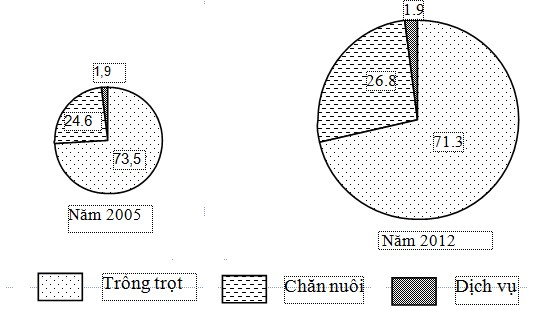 1,9
24.6
73,5
Năm 2005
1.9
26.8
71.3
Năm 2012
Trồng trọt
Chăn nuôi
Dịch vụ